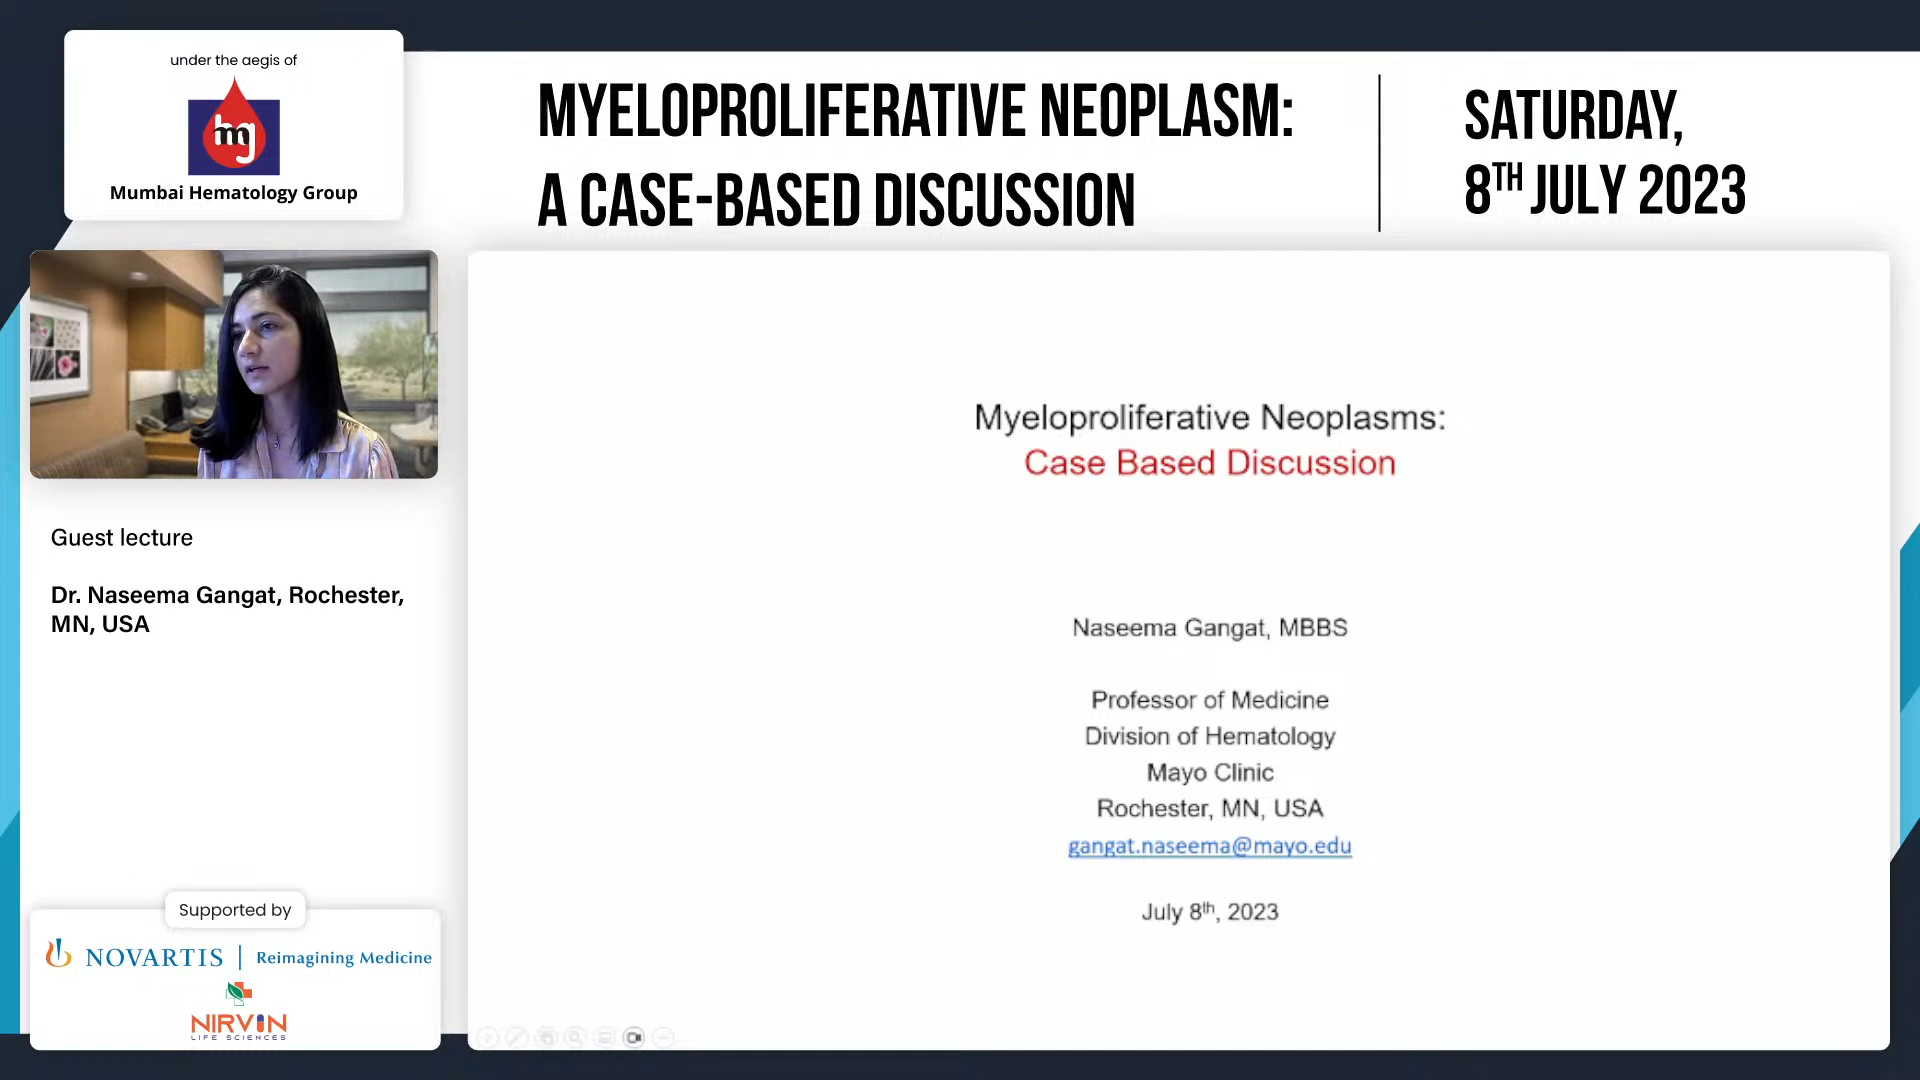 under the aegis of
mg
Mumbai Hematology Group
MYELOPROLIFERATIVE NEOPLASM:
A CASE-BASED DISCUSSION
SATURDAY,
8TH JULY 2023
Guest lecture
Dr. Naseema Gangat, Rochester,
MN, USA
Supported by
NOVARTIS | Reimagining Medicine
NIRVIN
LIFE SCIENCES
Myeloproliferative Neoplasms:
Case Based Discussion
Naseema Gangat, MBBS
Professor of Medicine
Division of Hematology
Mayo Clinic
Rochester, MN, USA
gangat.naseema@mayo.edu
July 8th, 2023